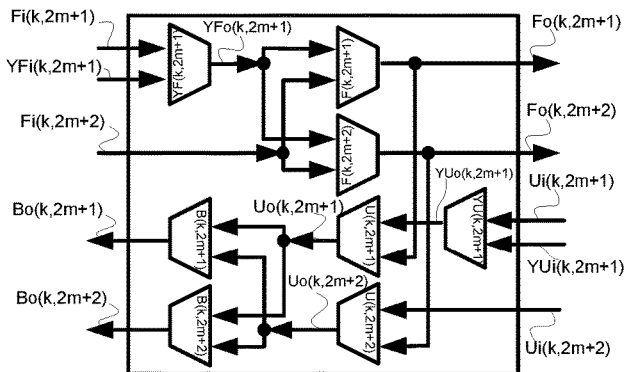 Fi(k,2m+1)
YFo(k,2m+1)
Fo(k,2m+1)
YFi(k,2m+1)
YF(k,2m+1)
F(k,2m+1)
Fi(k,2m+2)
Fo(k,2m+2)
F(k,2m+2)
YUo(k,2m+1)
Ui(k,2m+1)
Bo(k,2m+1)
Uo(k,2m+1)
B(k,2m+1)
U(k,2m+1)
YU(k,2m+1)
YUi(k,2m+1)
Uo(k,2m+2)
Bo(k,2m+2)
B(k,2m+2)
U(k,2m+2)
Ui(k,2m+2)